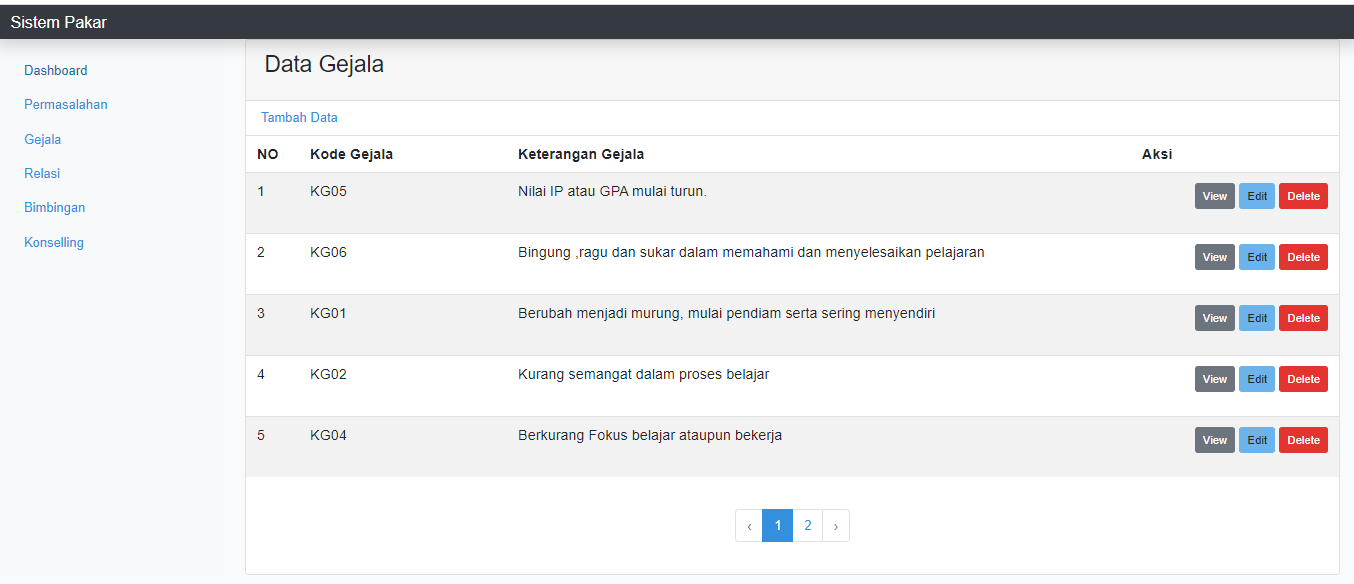 Sistem Pakar
Dashboard
Permasalahan
Gejala
Relasi
Bimbingan
Konselling
Data Gejala
Tambah Data
NO Kode Gejala Keterangan Gejala Aksi
1 KG05 Nilai IP atau GPA mulai turun. View Edit Delete
2 KG06 Bingung ,ragu dan sukar dalam memahami dan menyelesaikan pelajaran View Edit Delete
3 KG01 Berubah menjadi murung, mulai pendiam serta sering menyendiri View Edit Delete
4 KG02 Kurang semangat dalam proses belajar View Edit Delete
5 KG04 Berkurang Fokus belajar ataupun bekerja View Edit Delete
‹ 1 2 ›